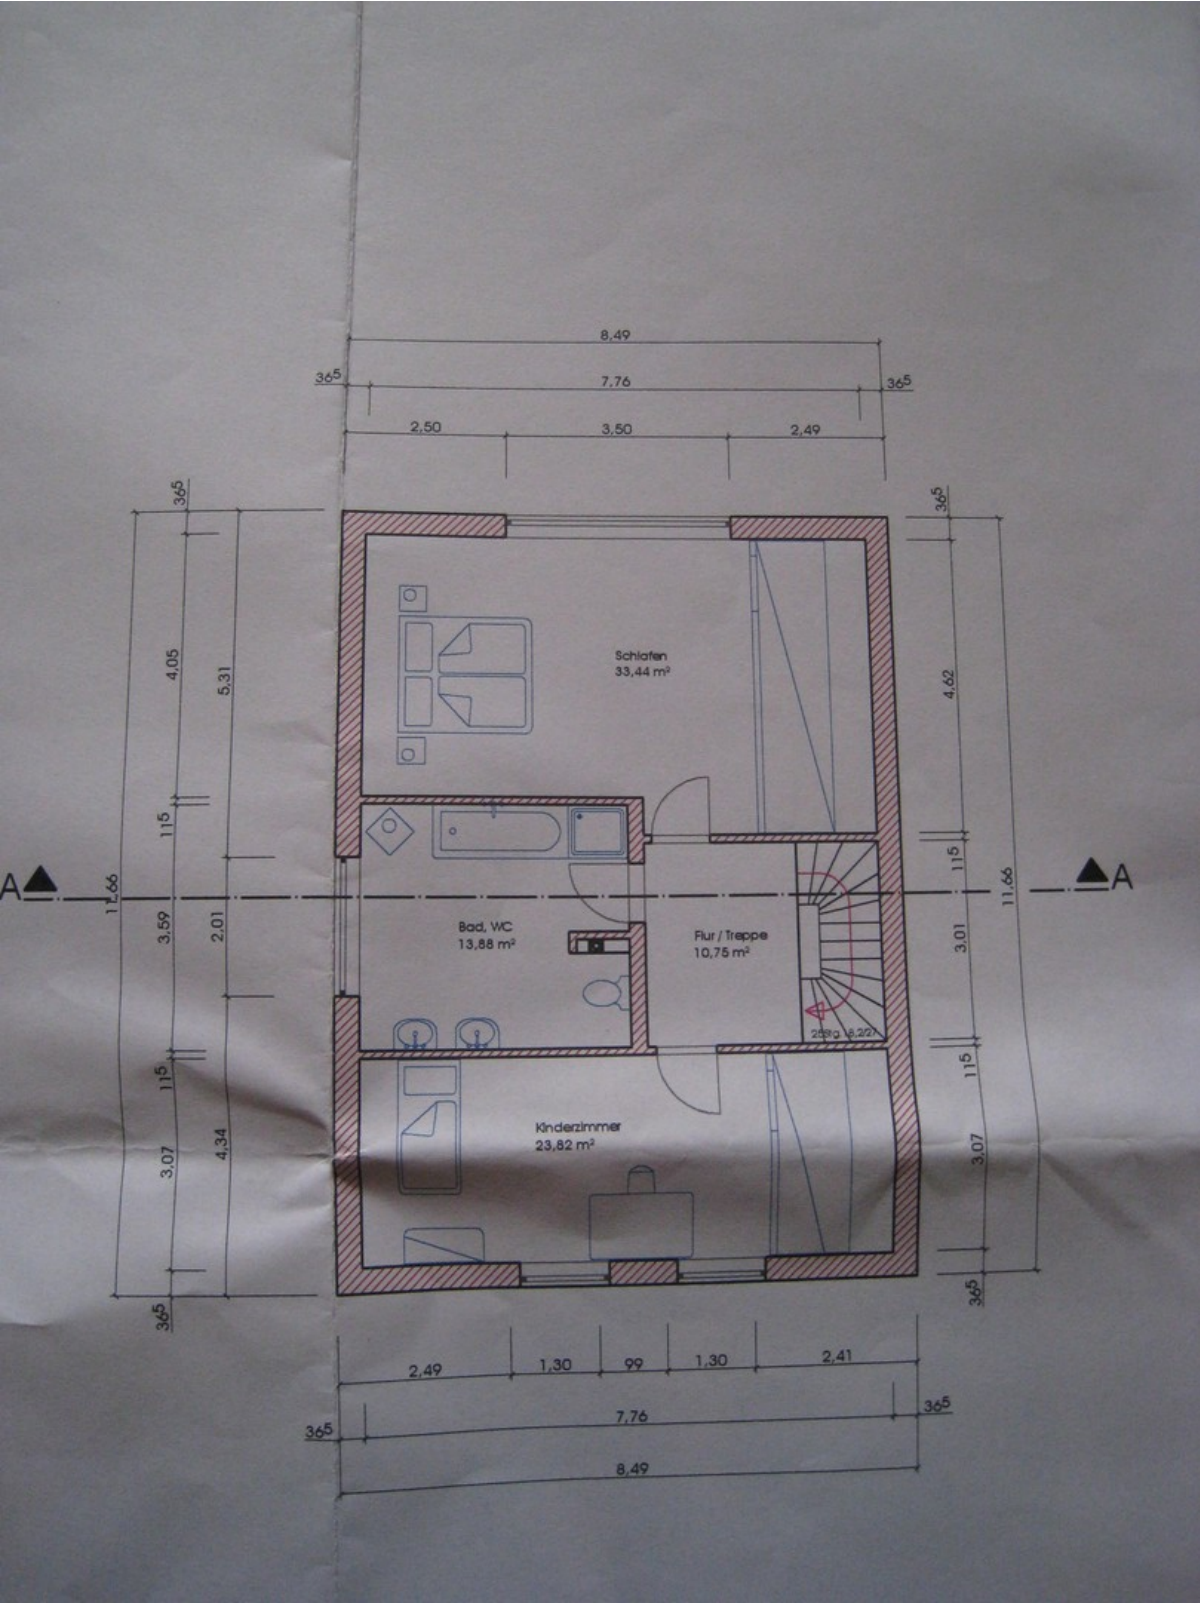 8,49
36⁵ 7,76 36⁵
2,50 3,50 2,49
36⁵ 36⁵
4,05 5,31 4,62
Schlafen
33,44 m²
11⁵ 11⁵
A 11,66 3,59 2,01 3,01 11,66 A
Bad, WC
13,88 m²
Flur / Treppe
10,75 m²
11⁵ 11⁵
3,07 4,34 3,07
Kinderzimmer
23,82 m²
36⁵ 36⁵
2,49 1,30 99 1,30 2,41
36⁵ 7,76 36⁵
8,49